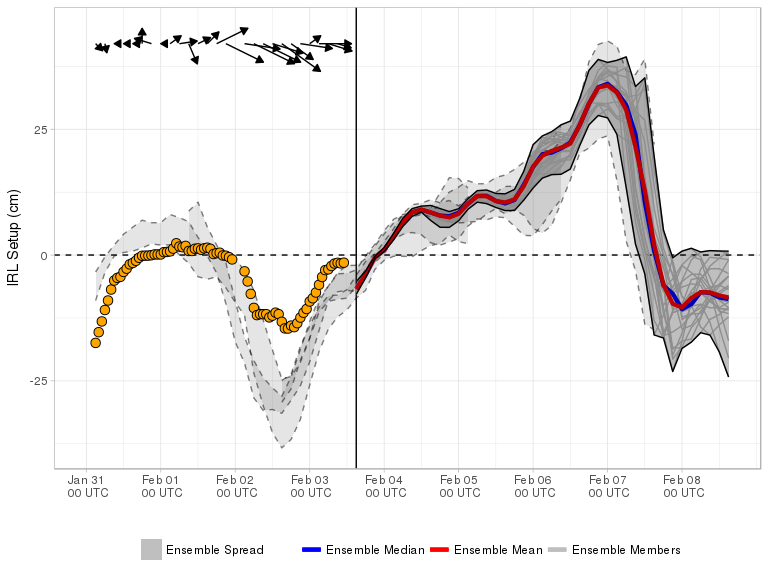 IRL Setup (cm)
25
0
-25
Jan 31 Feb 01 Feb 02 Feb 03 Feb 04 Feb 05 Feb 06 Feb 07 Feb 08
00 UTC 00 UTC 00 UTC 00 UTC 00 UTC 00 UTC 00 UTC 00 UTC 00 UTC
Ensemble Spread Ensemble Median Ensemble Mean Ensemble Members